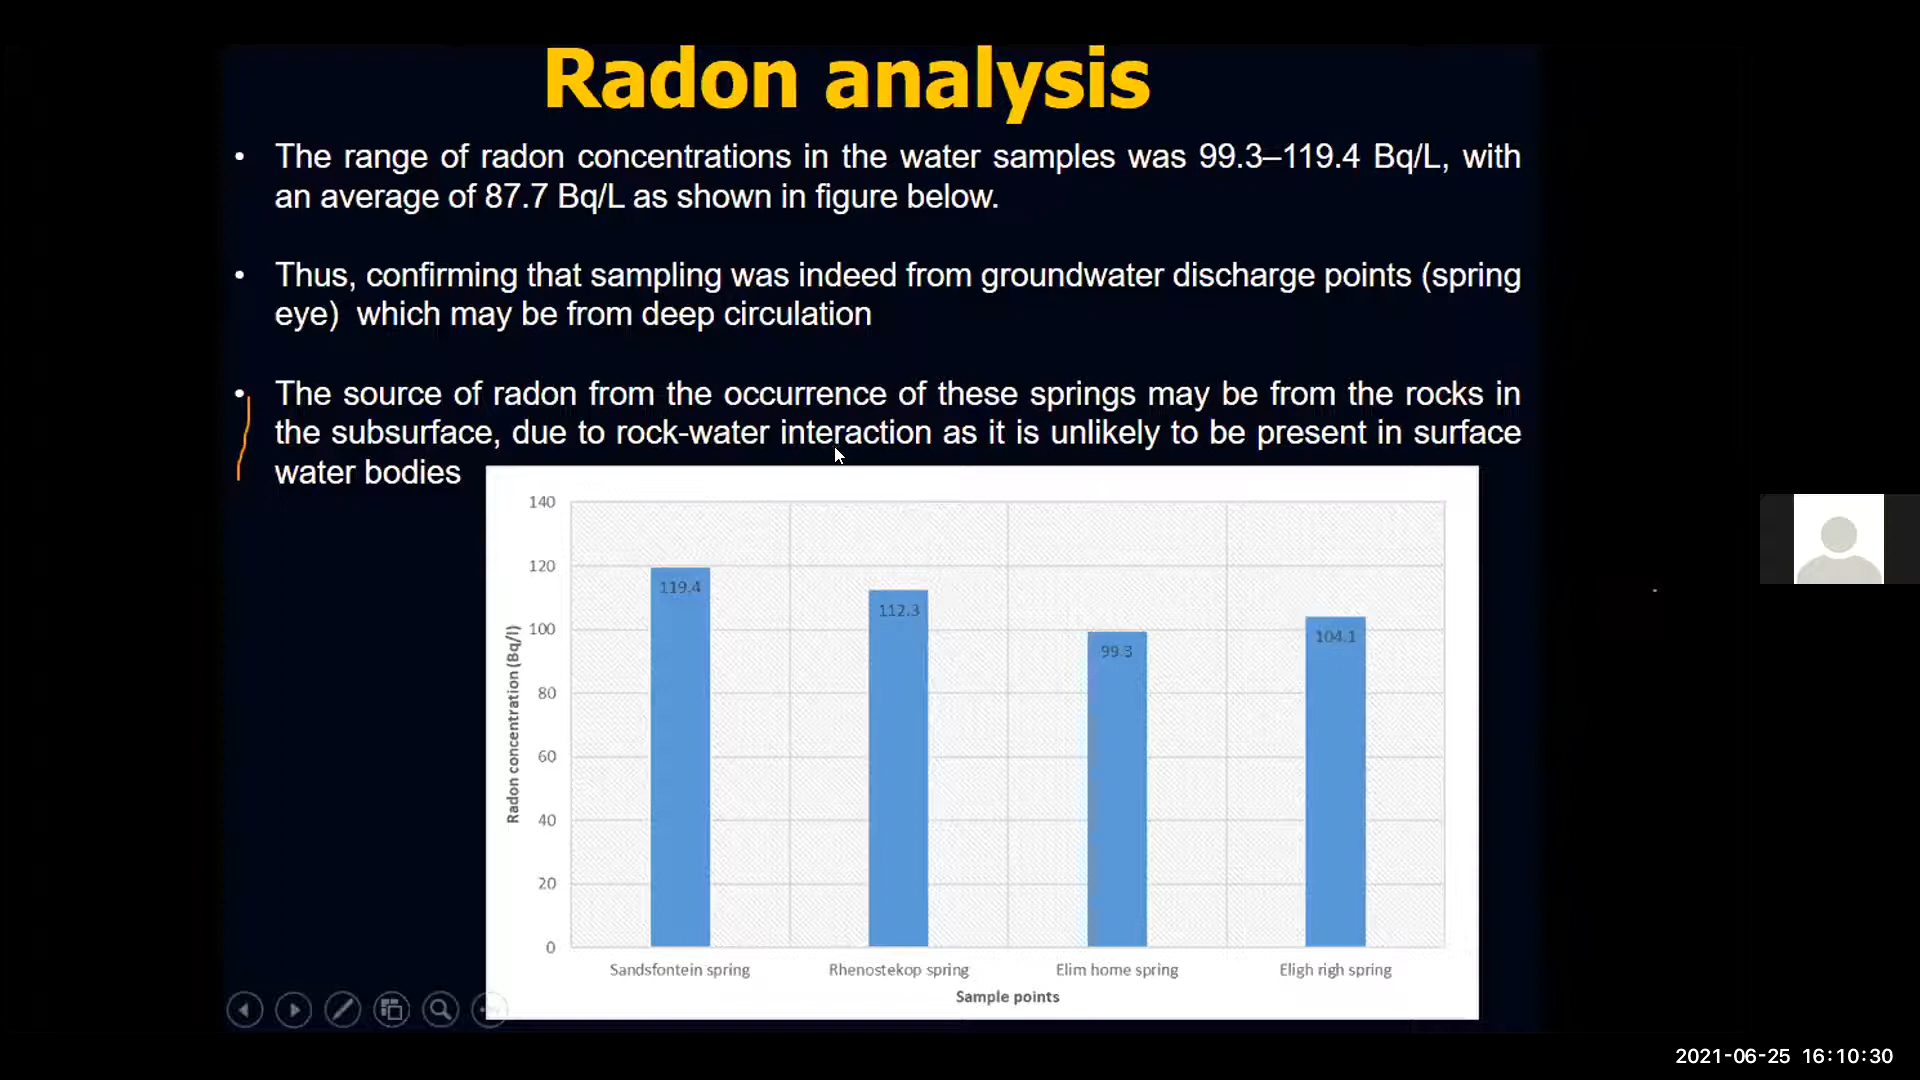 Radon analysis
• The range of radon concentrations in the water samples was 99.3–119.4 Bq/L, with
an average of 87.7 Bq/L as shown in figure below.
• Thus, confirming that sampling was indeed from groundwater discharge points (spring
eye) which may be from deep circulation
• The source of radon from the occurrence of these springs may be from the rocks in
the subsurface, due to rock-water interaction as it is unlikely to be present in surface
water bodies
Radon concentration (Bq/l)
140
120
100
80
60
40
20
0
119.4
112.3
99.3
104.1
Sandsfontein spring
Rhenostekop spring
Elim home spring
Eligh righ spring
Sample points
2021-06-25 16:10:30